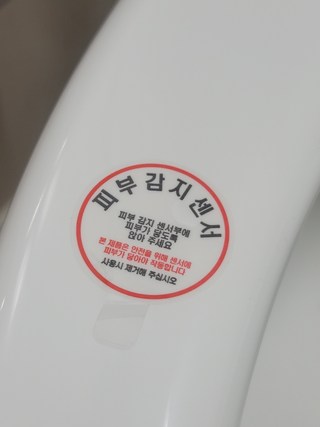 피부감지센서
피부 감지 센서부에
피부가 닿도록
앉아 주세요
본 제품은 안전을 위해 센서에
피부가 닿아야 작동합니다
사용시 제거해 주십시오